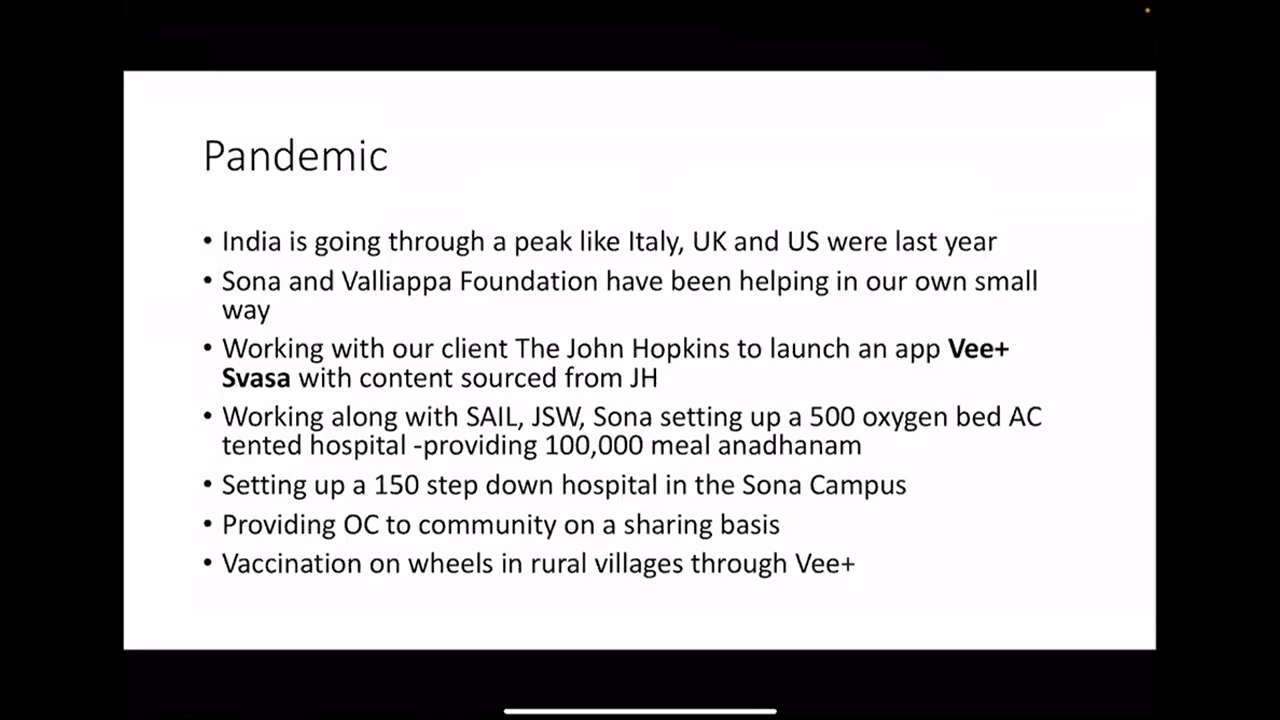 Pandemic
• India is going through a peak like Italy, UK and US were last year
• Sona and Valliappa Foundation have been helping in our own small
way
• Working with our client The John Hopkins to launch an app Vee+
Svasa with content sourced from JH
• Working along with SAIL, JSW, Sona setting up a 500 oxygen bed AC
tented hospital -providing 100,000 meal anadhanam
• Setting up a 150 step down hospital in the Sona Campus
• Providing OC to community on a sharing basis
• Vaccination on wheels in rural villages through Vee+